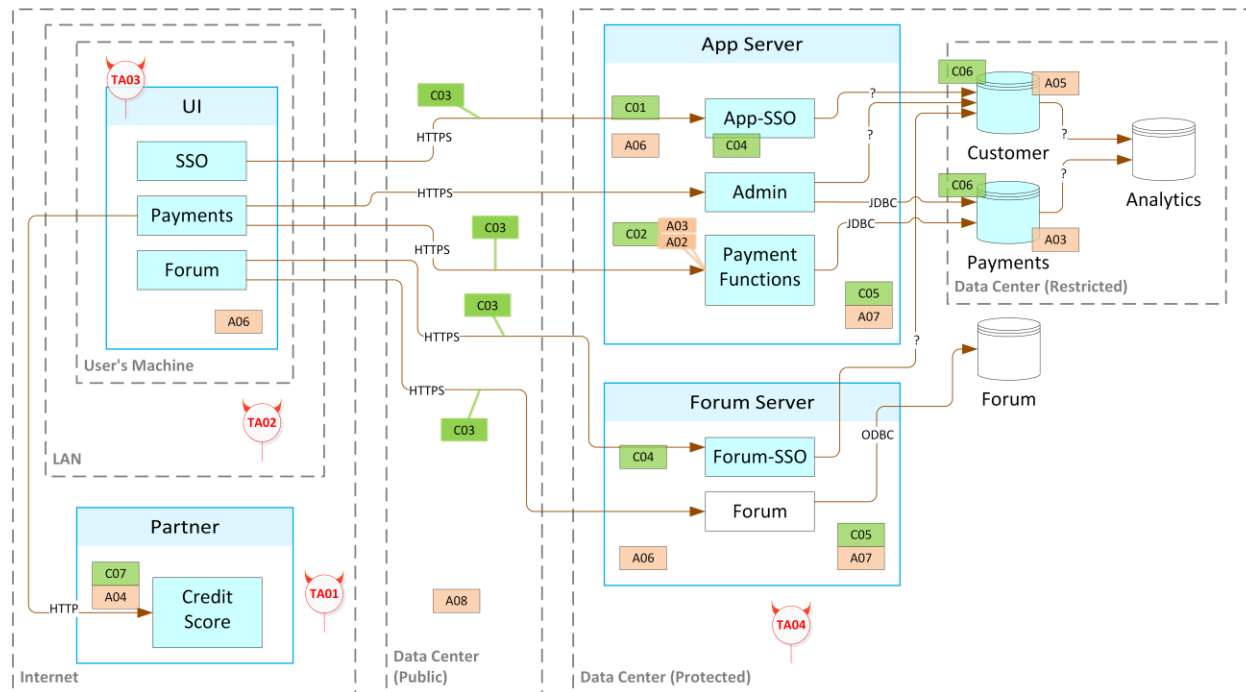 App Server
TA03
UI
C03
C01
App-SSO
C06
A05
?
HTTPS
A06
C04
?
?
SSO
Customer
Analytics
HTTPS
Admin
?
C06
Payments
JDBC
C03
C02
A03
A02
JDBC
HTTPS
Payment
Functions
A03
Forum
Payments
Data Center (Restricted)
C03
C05
A07
A06
HTTPS
?
User's Machine
Forum
HTTPS
Forum Server
TA02
C03
ODBC
LAN
C04
Forum-SSO
Partner
Forum
C05
A06
A07
C07
A04
TA01
A08
HTTP
Credit
Score
TA04
Data Center
(Public)
Internet
Data Center (Protected)